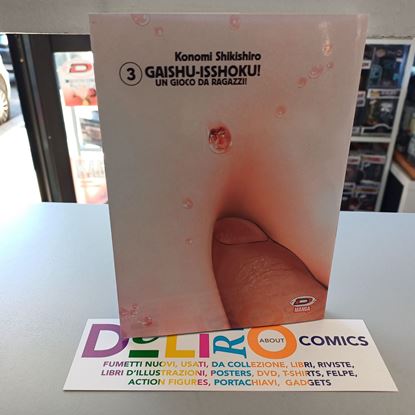 Konomi Shikishiro
3 GAISHU-ISSHOKU!
UN GIOCO DA RAGAZZI!
D
MANGA
DELIRIO ABOUT COMICS
FUMETTI NUOVI, USATI, DA COLLEZIONE, LIBRI, RIVISTE,
LIBRI D'ILLUSTRAZIONI, POSTERS, DVD, T-SHIRTS, FELPE,
ACTION FIGURES, PORTACHIAVI, GADGETS